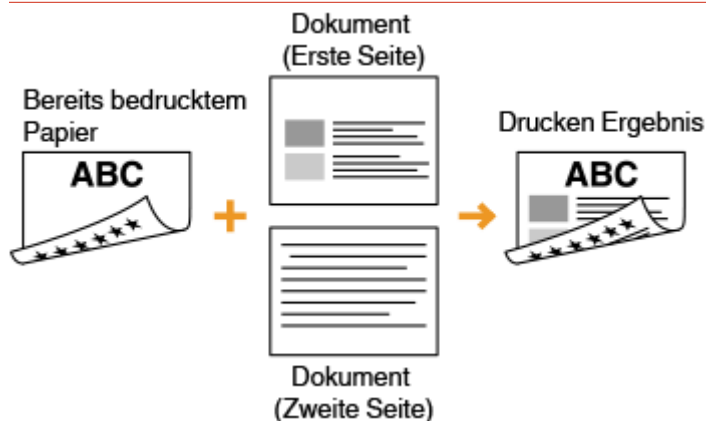 Dokument
(Erste Seite)
Bereits bedrucktem
Papier
ABC
Drucken Ergebnis
ABC
Dokument
(Zweite Seite)